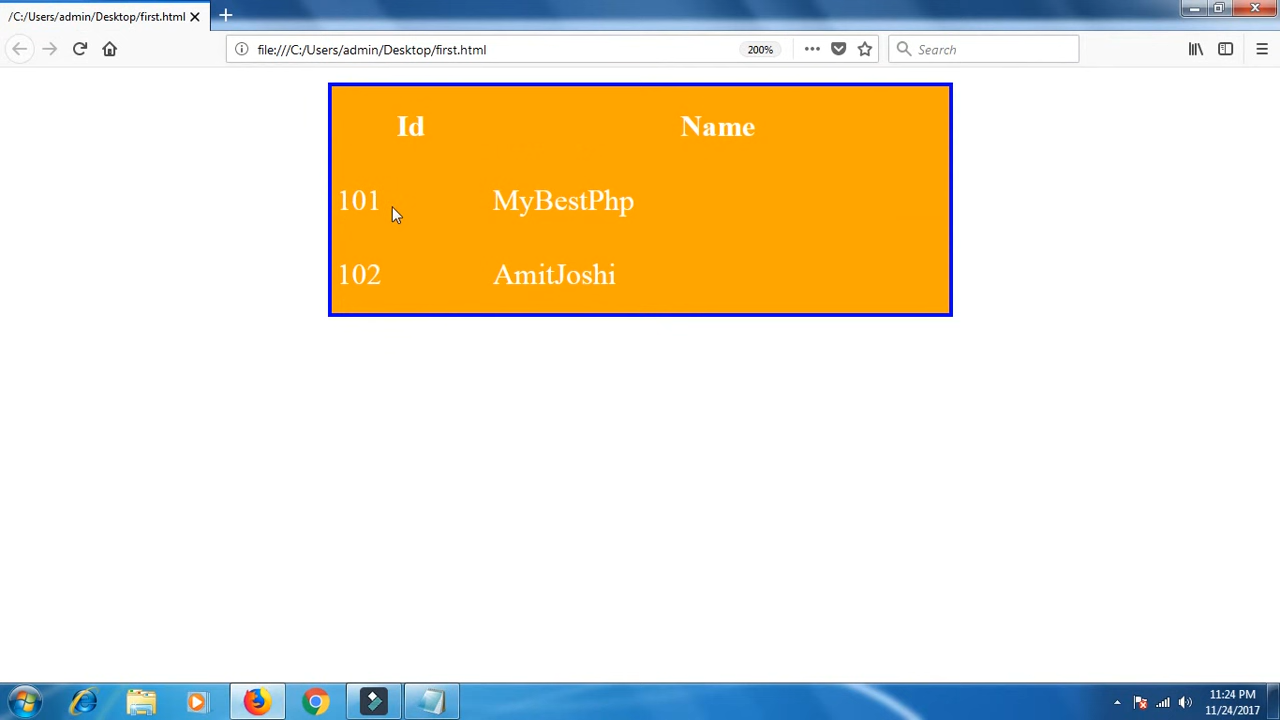 /C:/Users/admin/Desktop/first.html
file:///C:/Users/admin/Desktop/first.html 200% Search
Id Name
101 MyBestPhp
102 AmitJoshi
11:24 PM
11/24/2017